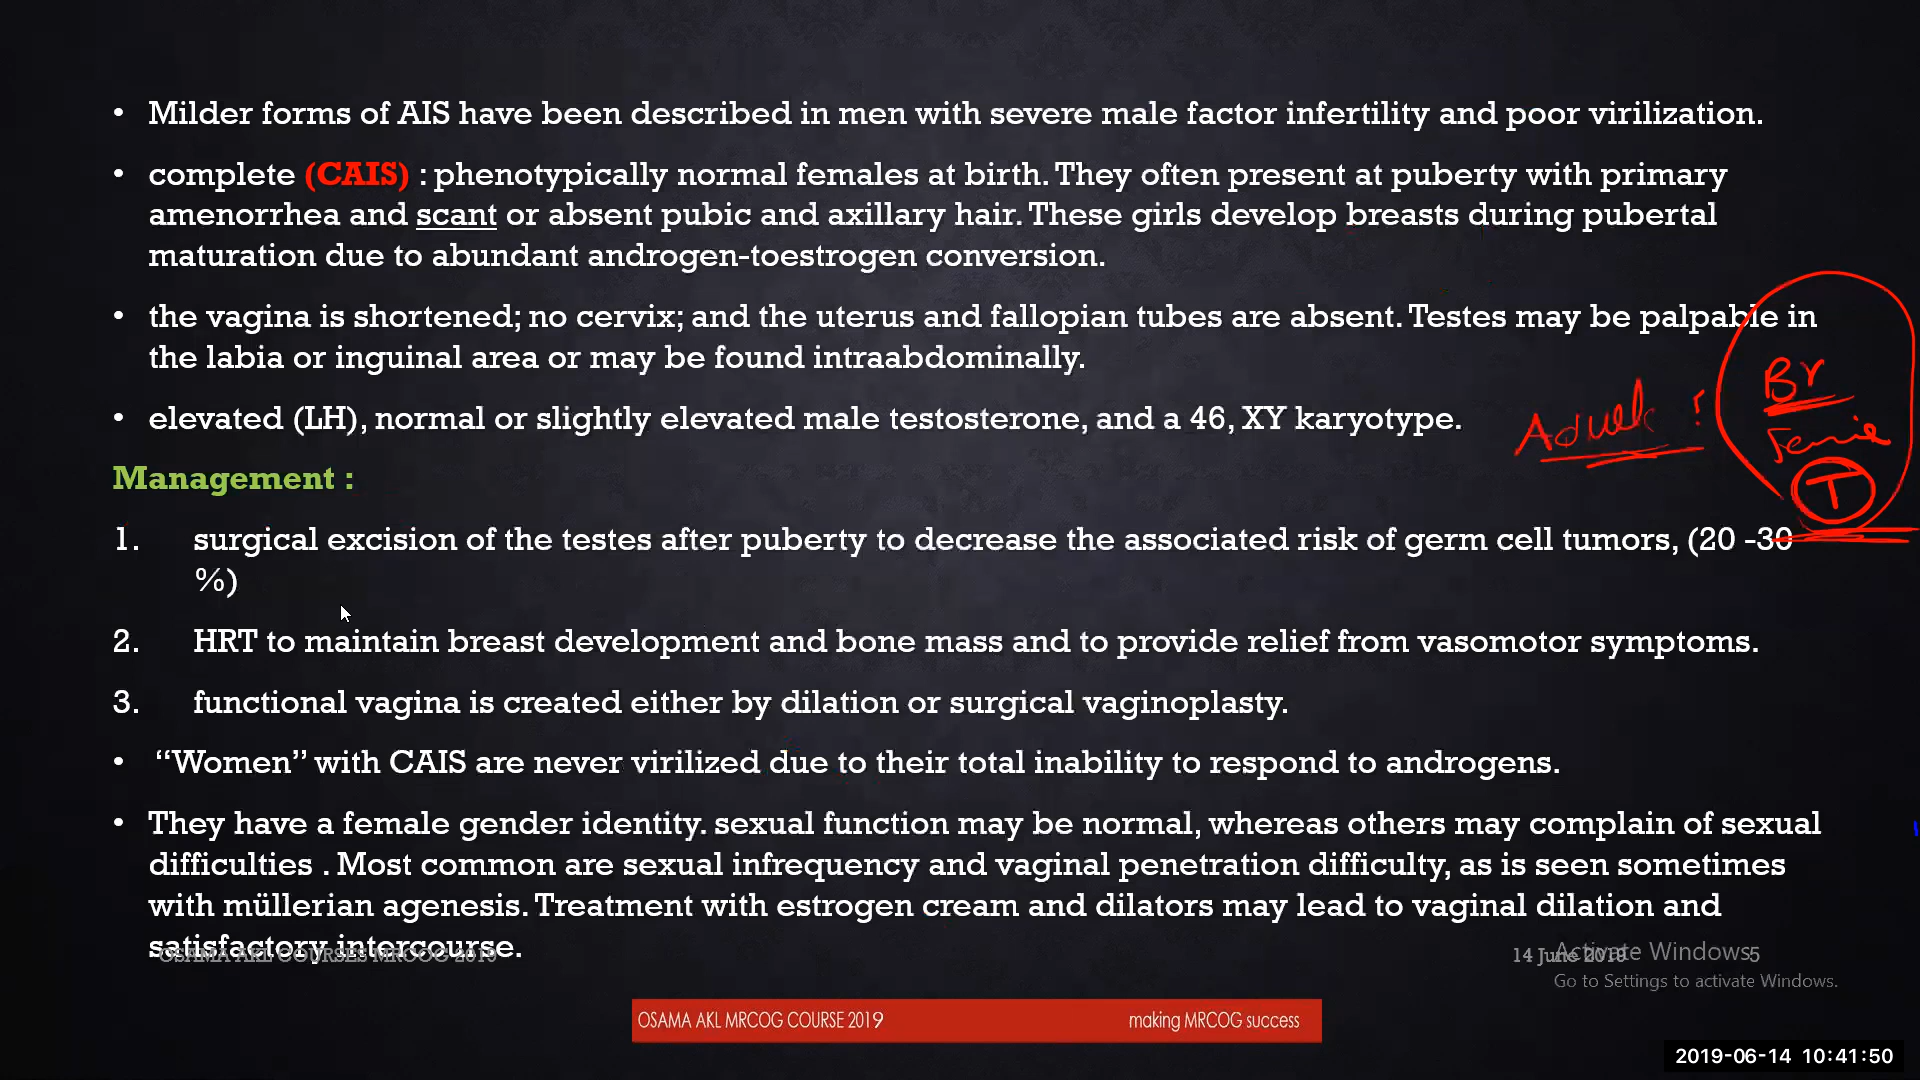 • Milder forms of AIS have been described in men with severe male factor infertility and poor virilization.
• complete (CAIS) : phenotypically normal females at birth. They often present at puberty with primary
amenorrhea and scant or absent pubic and axillary hair. These girls develop breasts during pubertal
maturation due to abundant androgen-toestrogen conversion.
• the vagina is shortened; no cervix; and the uterus and fallopian tubes are absent. Testes may be palpable in
the labia or inguinal area or may be found intraabdominally.
Br
• elevated (LH), normal or slightly elevated male testosterone, and a 46, XY karyotype.
T
Management :
1. surgical excision of the testes after puberty to decrease the associated risk of germ cell tumors, (20 -30
%)
2. HRT to maintain breast development and bone mass and to provide relief from vasomotor symptoms.
3. functional vagina is created either by dilation or surgical vaginoplasty.
• “Women” with CAIS are never virilized due to their total inability to respond to androgens.
• They have a female gender identity. sexual function may be normal, whereas others may complain of sexual
difficulties . Most common are sexual infrequency and vaginal penetration difficulty, as is seen sometimes
with müllerian agenesis. Treatment with estrogen cream and dilators may lead to vaginal dilation and
satisfactory intercourse.
OSAMA AKL COURSES MRCOG 2019
14 June 2019
5
Activate Windows
Go to Settings to activate Windows.
OSAMA AKL MRCOG COURSE 2019 making MRCOG success
2019-06-14 10:41:50